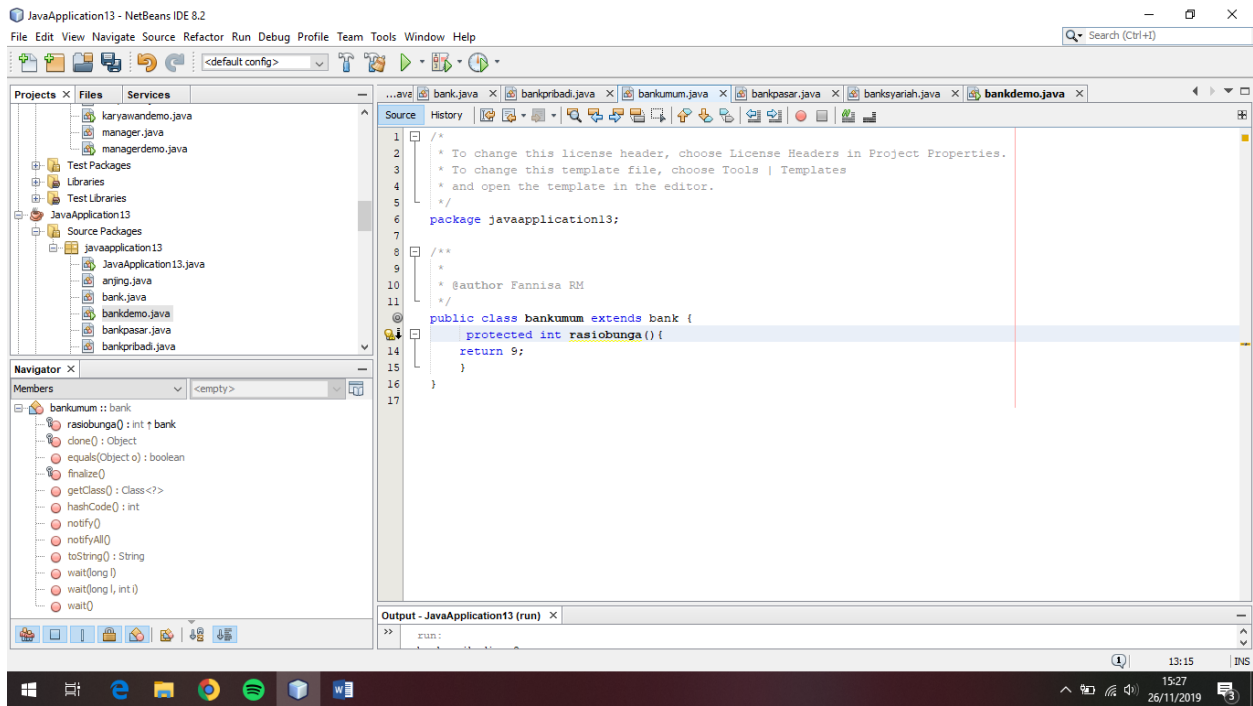 JavaApplication13 - NetBeans IDE 8.2
File Edit View Navigate Source Refactor Run Debug Profile Team Tools Window Help
Search (Ctrl+I)
<default config>
Projects Files Services
karyawandemo.java
manager.java
managerdemo.java
Test Packages
Libraries
Test Libraries
JavaApplication13
Source Packages
javaapplication13
JavaApplication13.java
anjing.java
bank.java
bankdemo.java
bankpasar.java
bankpribadi.java
Navigator
Members <empty>
bankumum :: bank
rasiobunga() : int ↑ bank
clone() : Object
equals(Object o) : boolean
finalize()
getClass() : Class<?>
hashCode() : int
notify()
notifyAll()
toString() : String
wait(long l)
wait(long l, int i)
wait()
...ava bank.java bankpribadi.java bankumum.java bankpasar.java banksyariah.java bankdemo.java
Source History
1 /*
2 * To change this license header, choose License Headers in Project Properties.
3 * To change this template file, choose Tools | Templates
4 * and open the template in the editor.
5 */
6 package javaapplication13;
7
8 /**
9 *
10 * @author Fannisa RM
11 */
public class bankumum extends bank {
protected int rasiobunga(){
14 return 9;
15 }
16 }
17
Output - JavaApplication13 (run)
run:
1 13:15 INS
15:27
26/11/2019
3